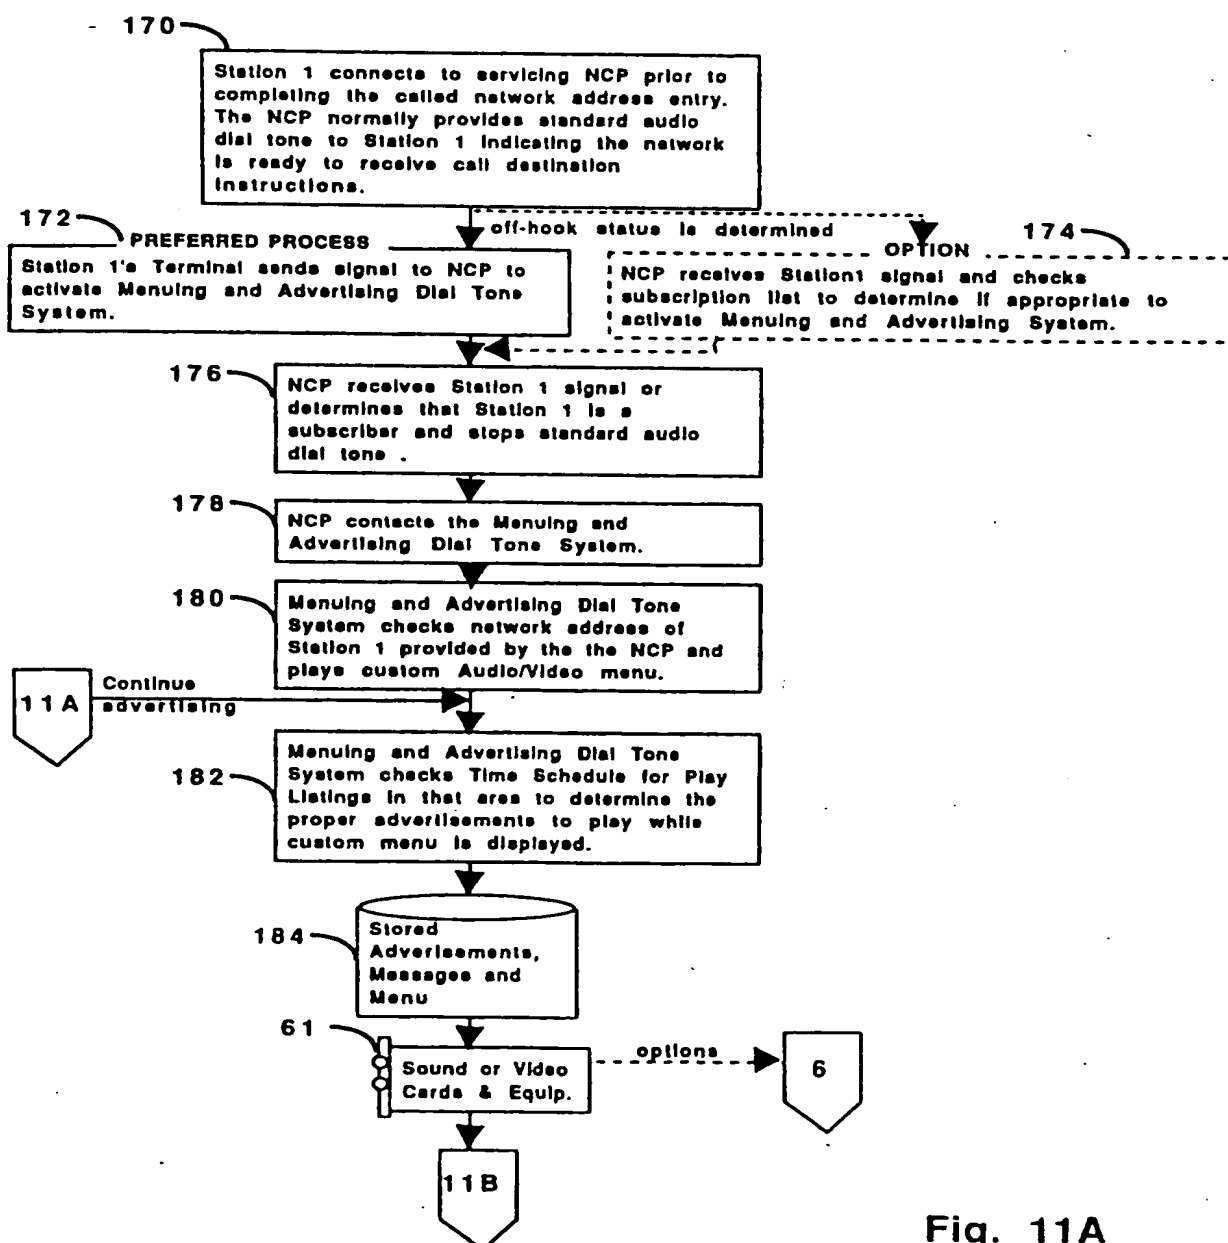 170
Station 1 connects to servicing NCP prior to
completing the called network address entry.
The NCP normally provides standard audio
dial tone to Station 1 indicating the network
is ready to receive call destination
instructions.
off-hook status is determined
172
PREFERRED PROCESS
Station 1's Terminal sends signal to NCP to
activate Menuing and Advertising Dial Tone
System.
174
OPTION
NCP receives Station1 signal and checks
subscription list to determine if appropriate to
activate Menuing and Advertising System.
176
NCP receives Station 1 signal or
determines that Station 1 is a
subscriber and stops standard audio
dial tone .
178
NCP contacts the Menuing and
Advertising Dial Tone System.
180
Menuing and Advertising Dial Tone
System checks network address of
Station 1 provided by the the NCP and
plays custom Audio/Video menu.
11A
Continue
advertising
182
Menuing and Advertising Dial Tone
System checks Time Schedule for Play
Listings in that area to determine the
proper advertisements to play while
custom menu is displayed.
184
Stored
Adverisements,
Messages and
Menu
61
Sound or Video
Cards & Equip.
options
6
11B
Fig. 11A